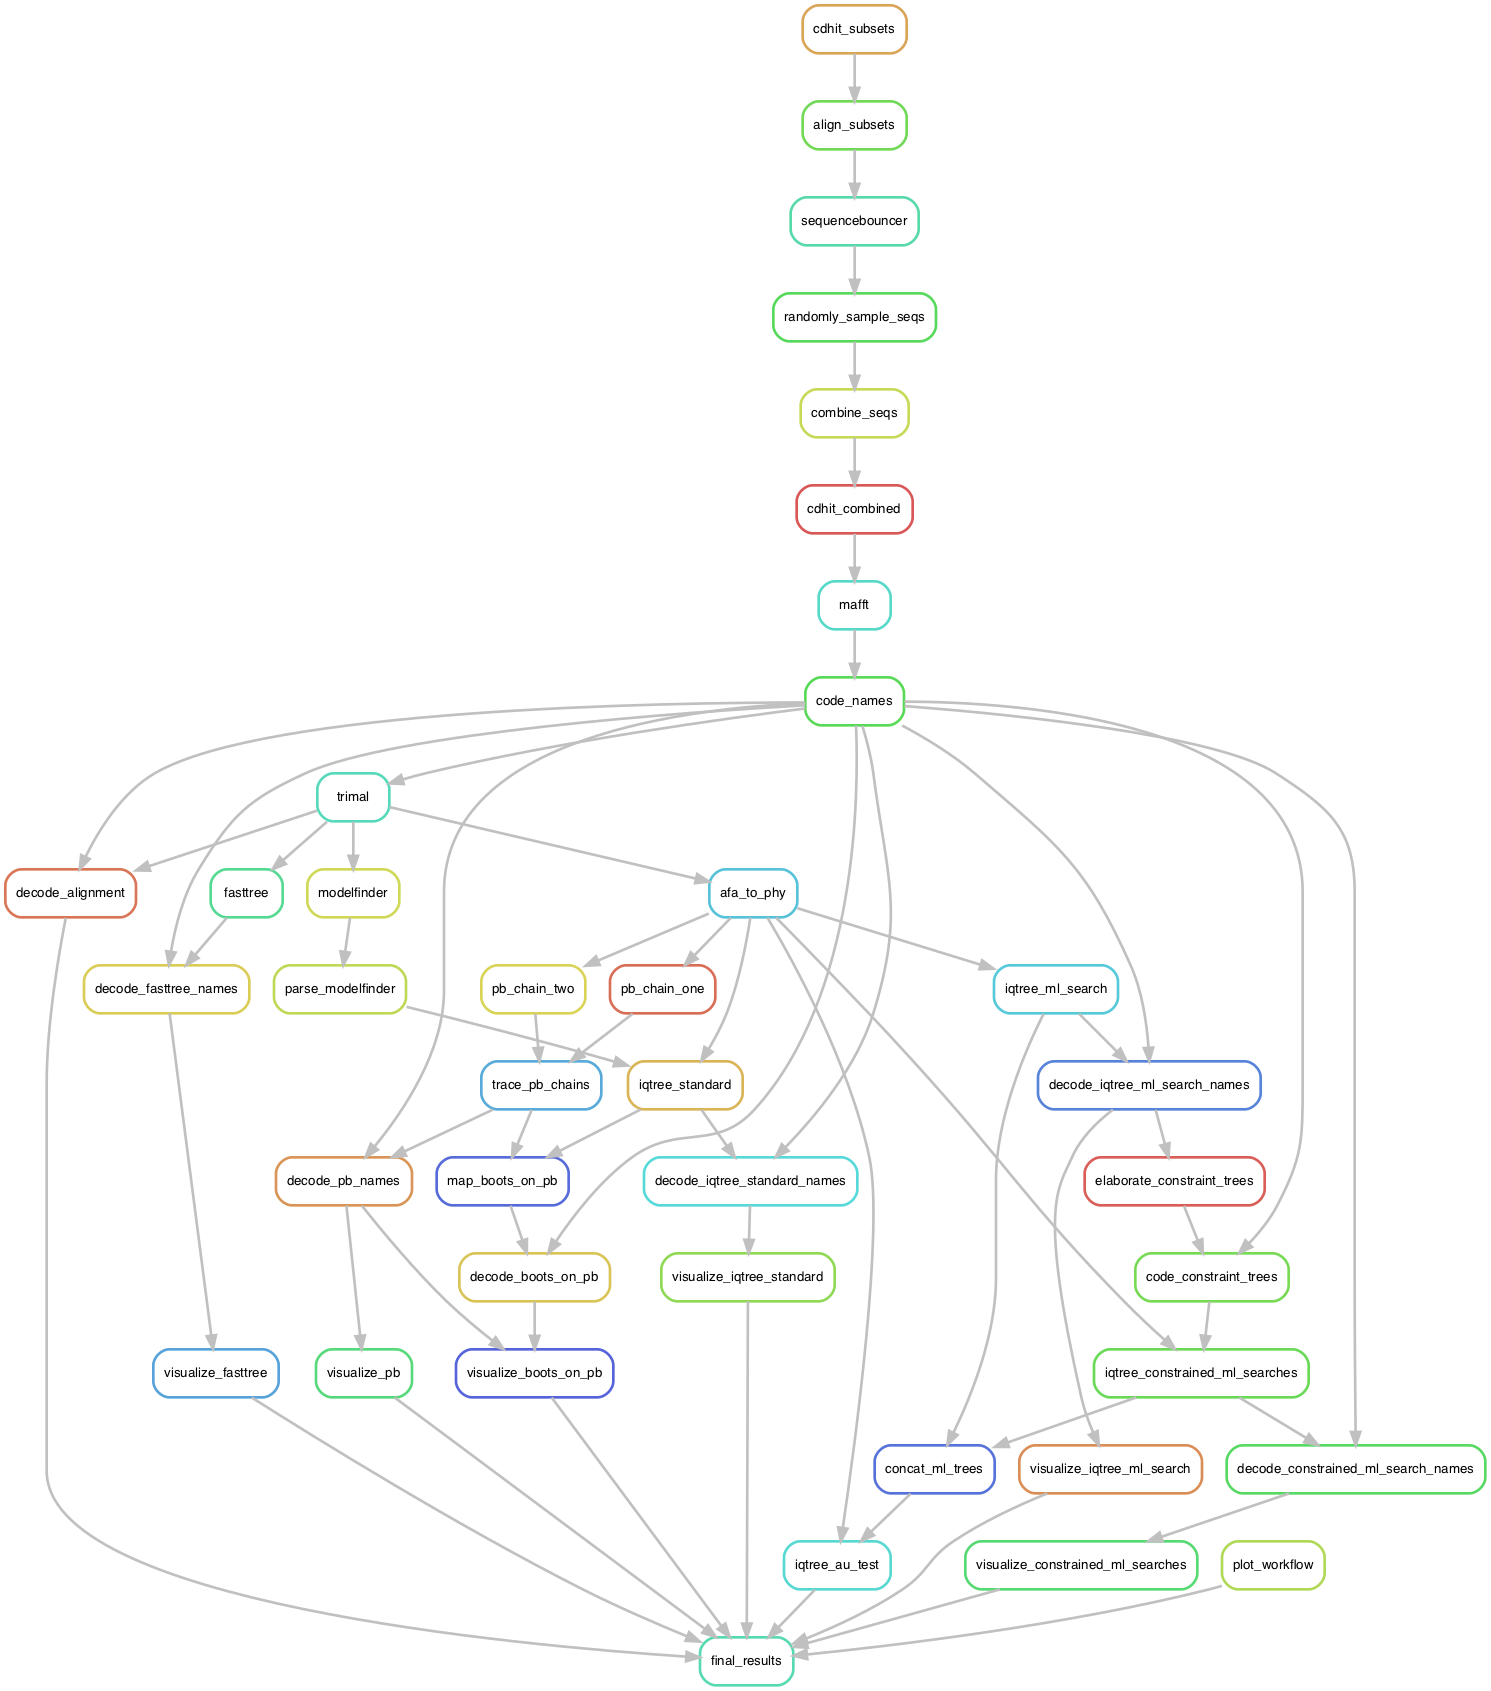 cdhit_subsets
align_subsets
sequencebouncer
randomly_sample_seqs
combine_seqs
cdhit_combined
mafft
code_names
trimal
decode_alignment
fasttree
modelfinder
afa_to_phy
decode_fasttree_names
parse_modelfinder
pb_chain_two
pb_chain_one
iqtree_ml_search
trace_pb_chains
iqtree_standard
decode_iqtree_ml_search_names
decode_pb_names
map_boots_on_pb
decode_iqtree_standard_names
elaborate_constraint_trees
decode_boots_on_pb
visualize_iqtree_standard
code_constraint_trees
visualize_fasttree
visualize_pb
visualize_boots_on_pb
iqtree_constrained_ml_searches
concat_ml_trees
visualize_iqtree_ml_search
decode_constrained_ml_search_names
iqtree_au_test
visualize_constrained_ml_searches
plot_workflow
final_results